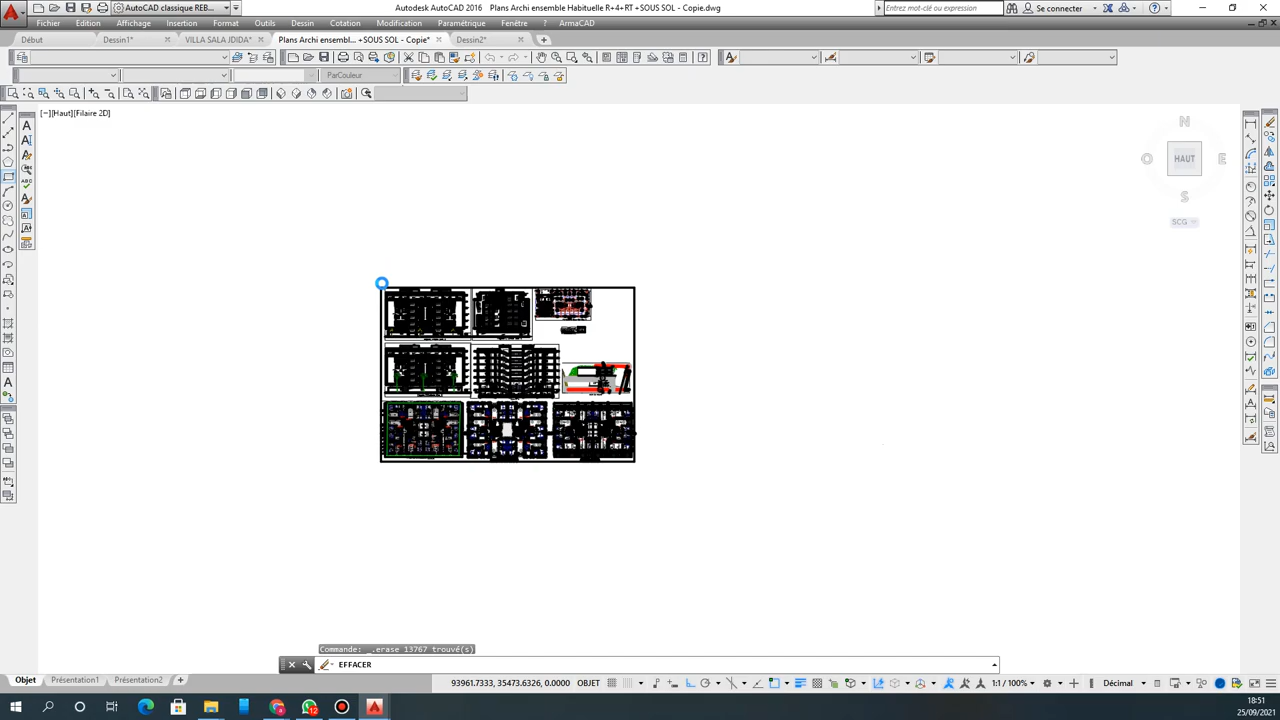 AutoCAD classique REB...
Autodesk AutoCAD 2016
Plans Archi ensemble Habituelle R+4+RT +SOUS SOL - Copie.dwg
Entrez mot-clé ou expression
Se connecter
Fichier Edition Affichage Insertion Format Outils Dessin Cotation Modification Paramétrique Fenêtre ? ArmaCAD
Début Dessin1* VILLA SALA JDIDA* Plans Archi ensembl... +SOUS SOL - Copie* Dessin2*
ParCouleur
[−][Haut][Filaire 2D]
N
O HAUT E
S
SCG
Commande: _.erase 13767 trouvé(s)
EFFACER
Objet Présentation1 Présentation2
93961.7333, 35473.6326, 0.0000 OBJET 1:1 / 100% Décimal
12
18:51
25/09/2021